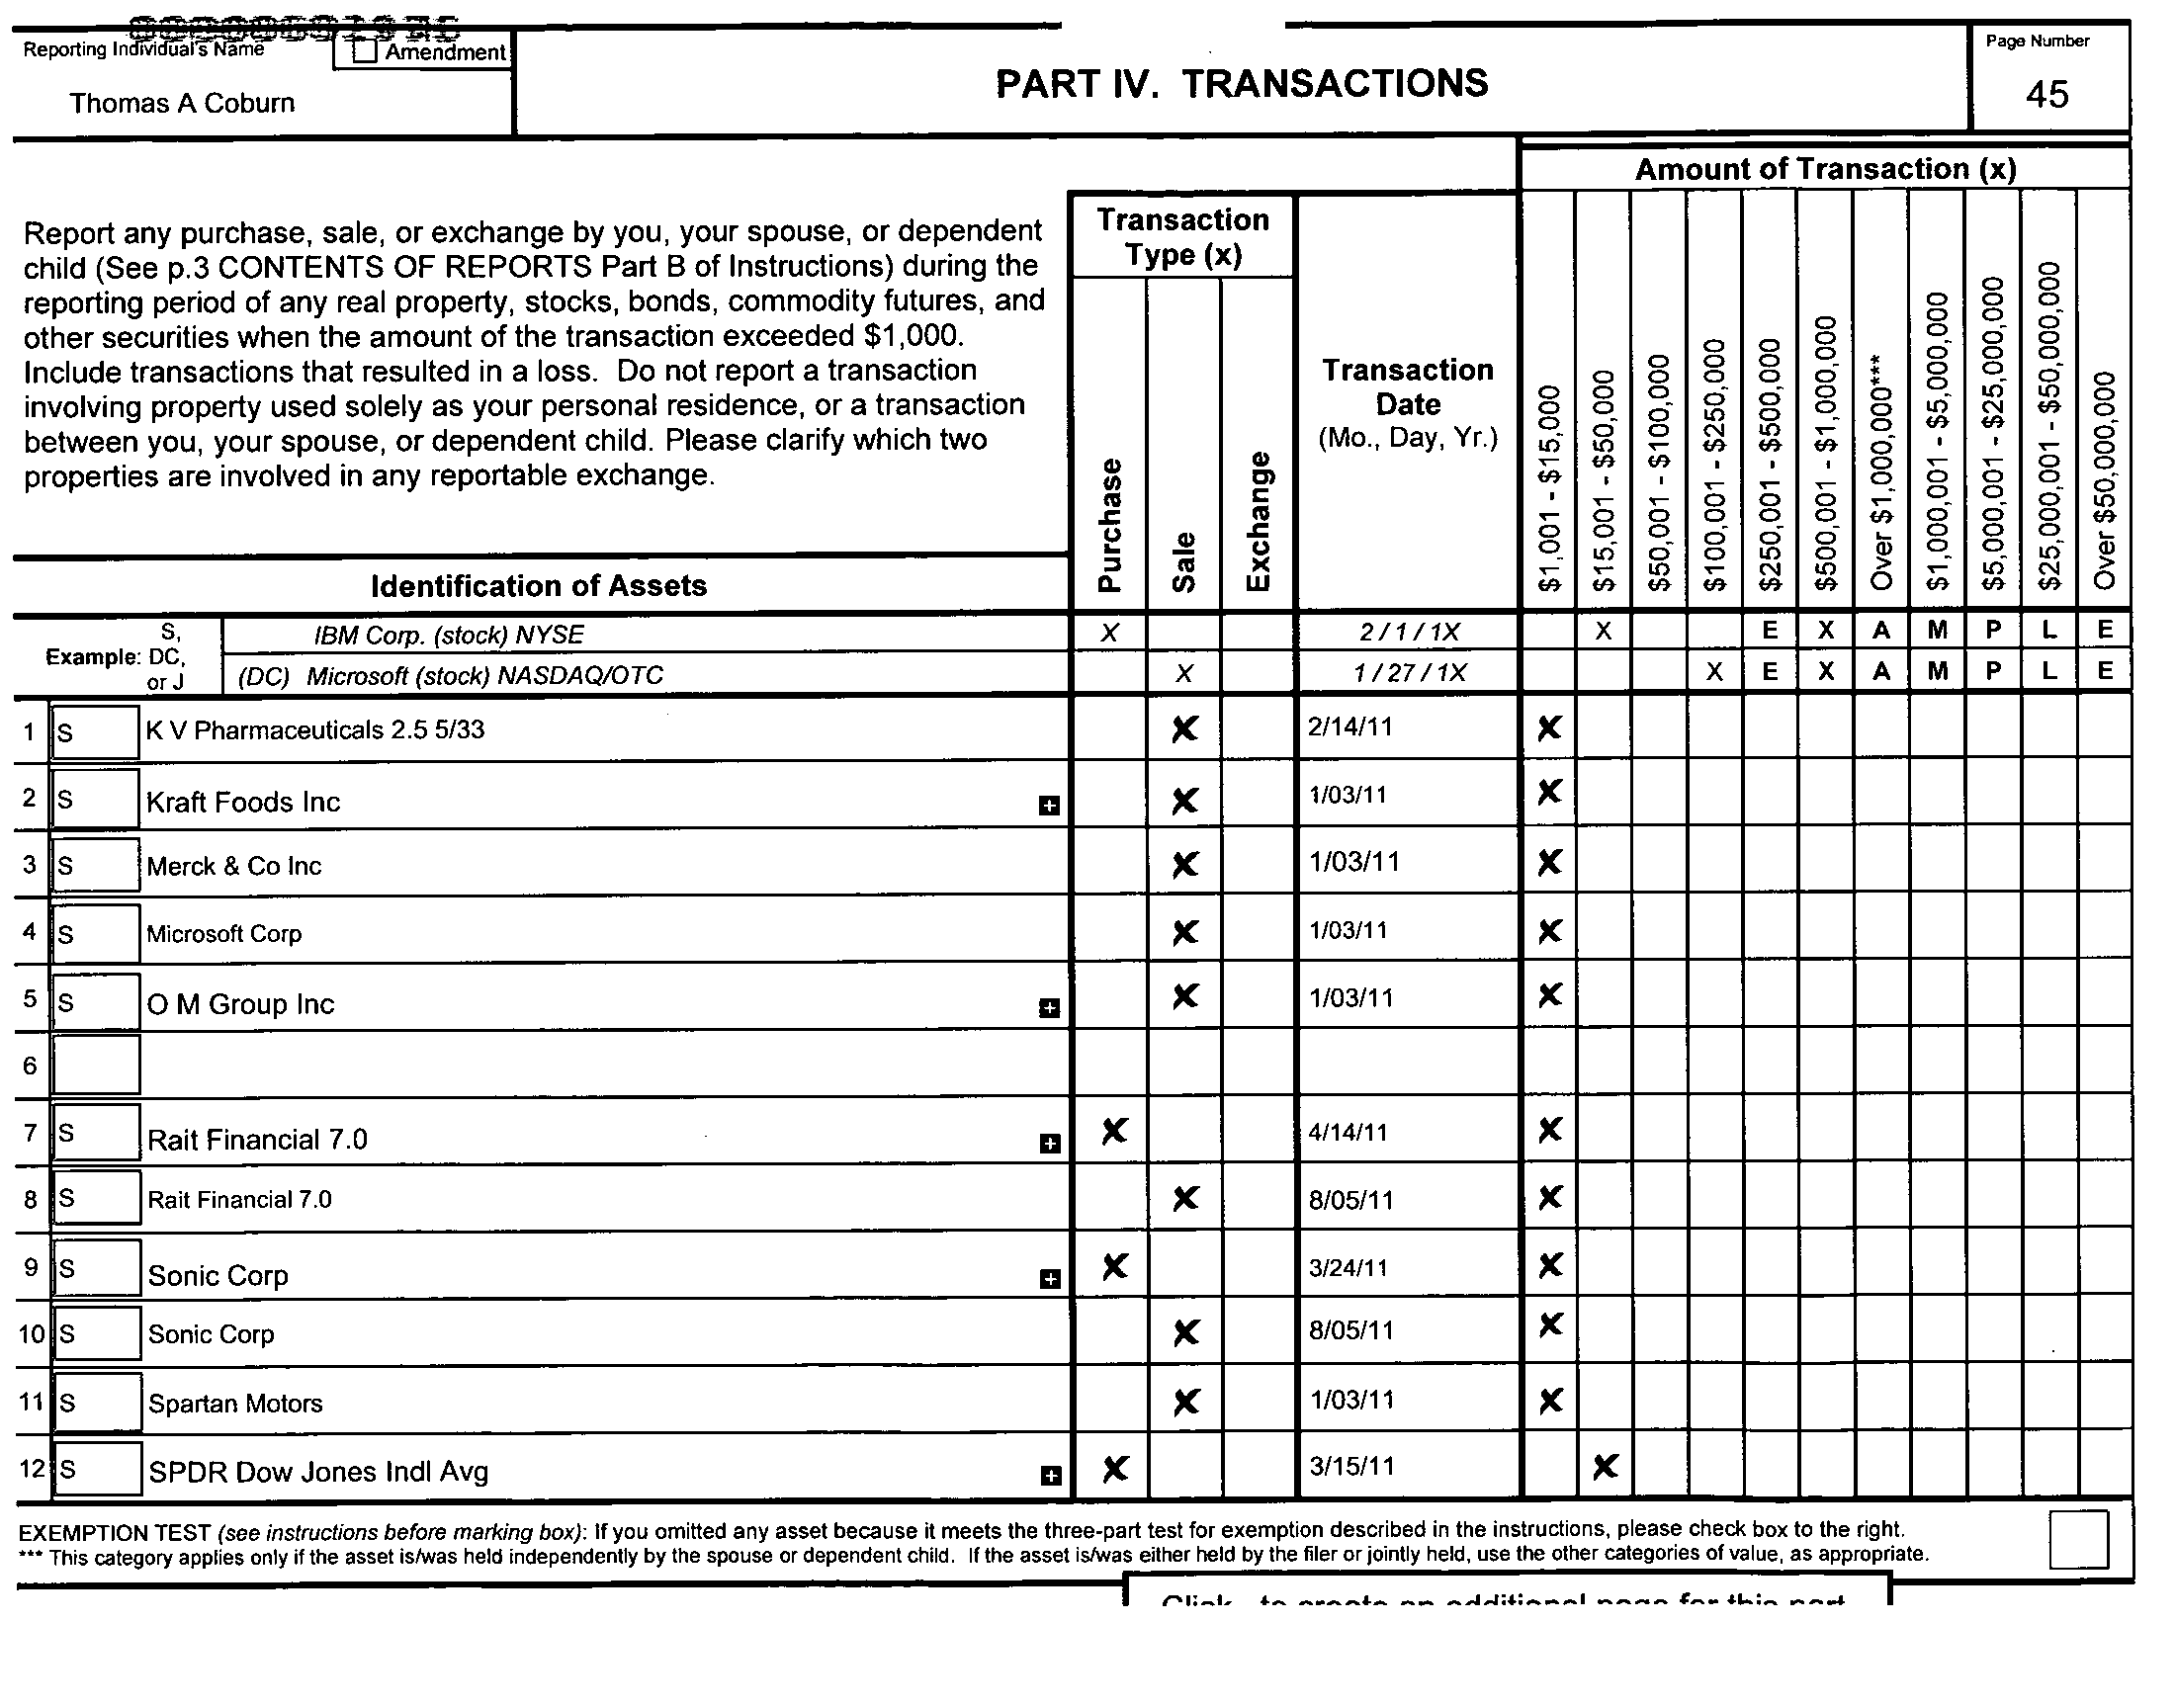 Reporting Individual's Name
Amendment
Thomas A Coburn
PART IV. TRANSACTIONS
Page Number
45
Amount of Transaction (x)
Report any purchase, sale, or exchange by you, your spouse, or dependent
child (See p.3 CONTENTS OF REPORTS Part B of Instructions) during the
reporting period of any real property, stocks, bonds, commodity futures, and
other securities when the amount of the transaction exceeded $1,000.
Include transactions that resulted in a loss. Do not report a transaction
involving property used solely as your personal residence, or a transaction
between you, your spouse, or dependent child. Please clarify which two
properties are involved in any reportable exchange.
Transaction
Type (x)
Purchase
Sale
Exchange
Transaction
Date
(Mo., Day, Yr.)
$1,001 - $15,000
$15,001 - $50,000
$50,001 - $100,000
$100,001 - $250,000
$250,001 - $500,000
$500,001 - $1,000,000
Over $1,000,000***
$1,000,001 - $5,000,000
$5,000,001 - $25,000,000
$25,000,001 - $50,000,000
Over $50,000,000
Identification of Assets
Example: S, DC, or J
IBM Corp. (stock) NYSE X 2 / 1 / 1X X E X A M P L E
(DC) Microsoft (stock) NASDAQ/OTC X 1 / 27 / 1X X E X A M P L E
1 S K V Pharmaceuticals 2.5 5/33 X 2/14/11 X
2 S Kraft Foods Inc + X 1/03/11 X
3 S Merck & Co Inc X 1/03/11 X
4 S Microsoft Corp X 1/03/11 X
5 S O M Group Inc + X 1/03/11 X
6
7 S Rait Financial 7.0 + X 4/14/11 X
8 S Rait Financial 7.0 X 8/05/11 X
9 S Sonic Corp + X 3/24/11 X
10 S Sonic Corp X 8/05/11 X
11 S Spartan Motors X 1/03/11 X
12 S SPDR Dow Jones Indl Avg + X 3/15/11 X
EXEMPTION TEST (see instructions before marking box): If you omitted any asset because it meets the three-part test for exemption described in the instructions, please check box to the right.
*** This category applies only if the asset is/was held independently by the spouse or dependent child. If the asset is/was either held by the filer or jointly held, use the other categories of value, as appropriate.
Click to create an additional page for this part